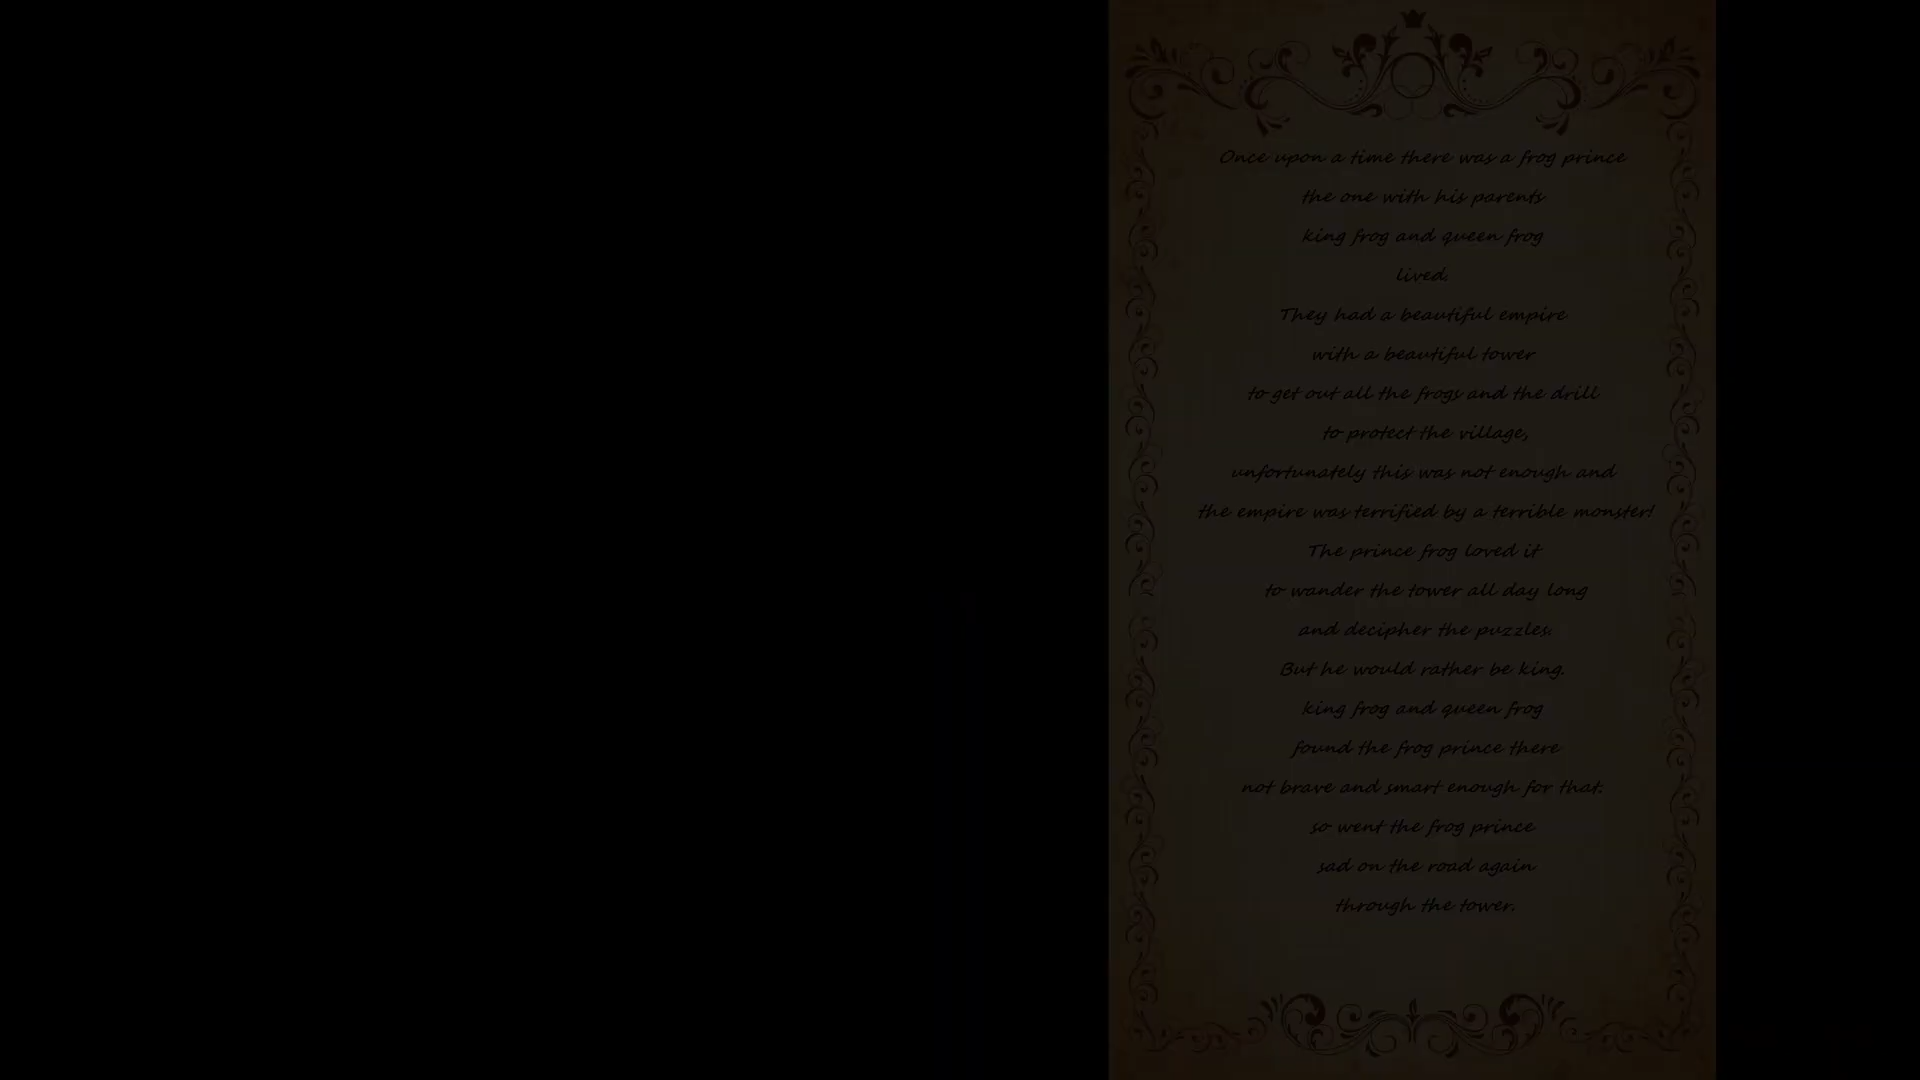 Once upon a time there was a frog prince
the one with his parents
king frog and queen frog
lived.
They had a beautiful empire
with a beautiful tower
to get out all the frogs and the drill
to protect the village,
unfortunately this was not enough and
the empire was terrified by a terrible monster!
The prince frog loved it
to wander the tower all day long
and decipher the puzzles.
But he would rather be king.
king frog and queen frog
found the frog prince there
not brave and smart enough for that.
so went the frog prince
sad on the road again
through the tower.